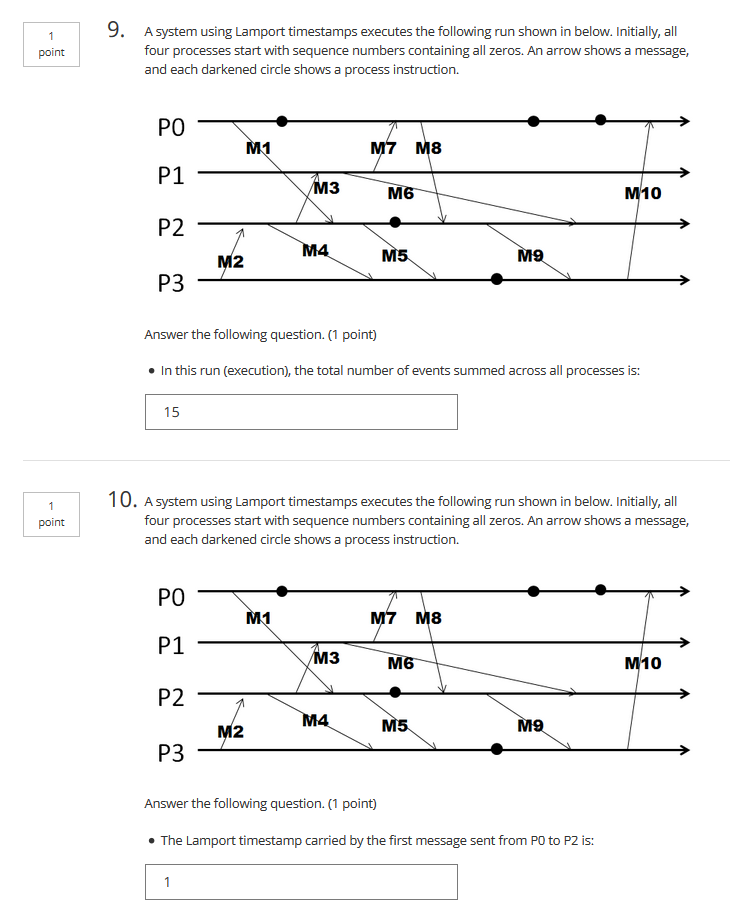 1
point
9. A system using Lamport timestamps executes the following run shown in below. Initially, all
four processes start with sequence numbers containing all zeros. An arrow shows a message,
and each darkened circle shows a process instruction.
P0
M1
M7 M8
P1
M3
M6
M10
P2
M2
M4
M5
M9
P3
Answer the following question. (1 point)
• In this run (execution), the total number of events summed across all processes is:
15
1
point
10. A system using Lamport timestamps executes the following run shown in below. Initially, all
four processes start with sequence numbers containing all zeros. An arrow shows a message,
and each darkened circle shows a process instruction.
P0
M1
M7 M8
P1
M3
M6
M10
P2
M2
M4
M5
M9
P3
Answer the following question. (1 point)
• The Lamport timestamp carried by the first message sent from P0 to P2 is:
1